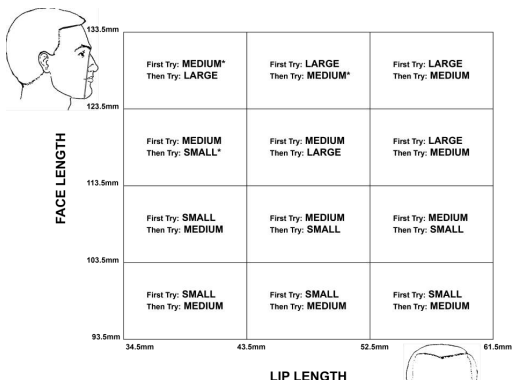 133.5mm
First Try: MEDIUM*
Then Try: LARGE
First Try: LARGE
Then Try: MEDIUM*
First Try: LARGE
Then Try: MEDIUM
123.5mm
First Try: MEDIUM
Then Try: SMALL*
First Try: MEDIUM
Then Try: LARGE
First Try: LARGE
Then Try: MEDIUM
FACE LENGTH
113.5mm
First Try: SMALL
Then Try: MEDIUM
First Try: MEDIUM
Then Try: SMALL
First Try: MEDIUM
Then Try: SMALL
103.5mm
First Try: SMALL
Then Try: MEDIUM
First Try: SMALL
Then Try: MEDIUM
First Try: SMALL
Then Try: MEDIUM
93.5mm
34.5mm 43.5mm 52.5mm 61.5mm
LIP LENGTH